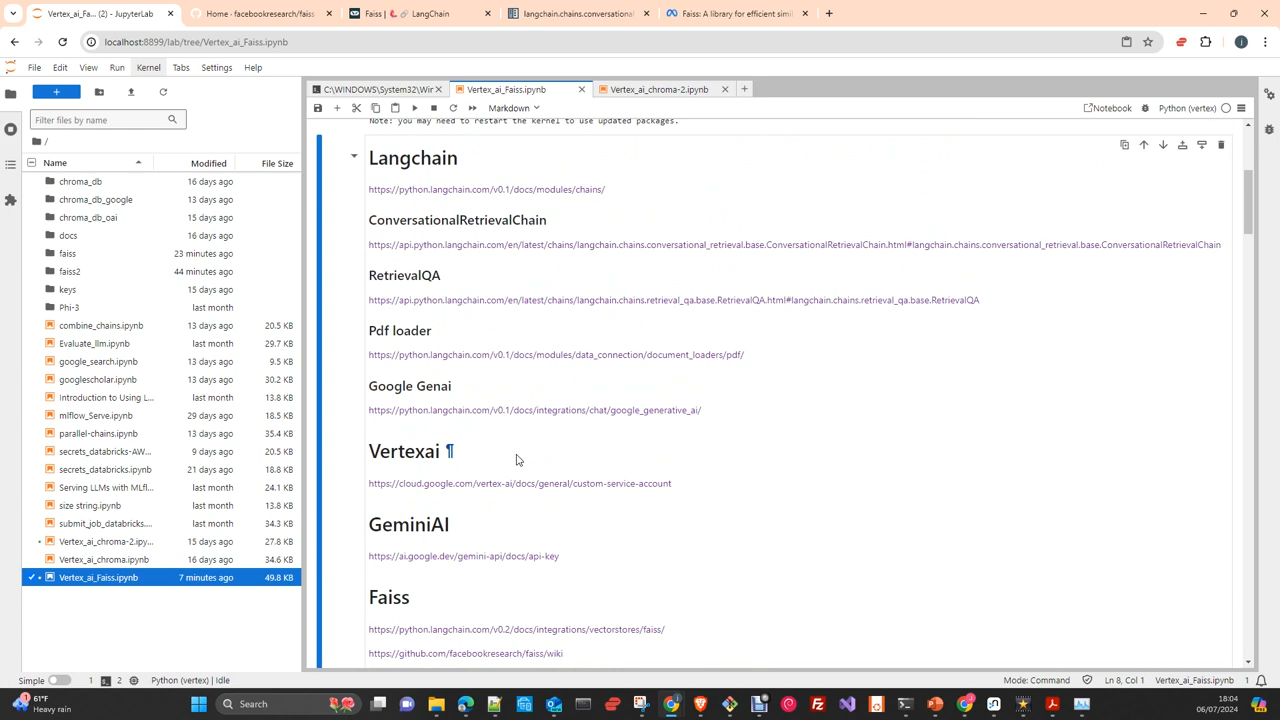 Vertex_ai_Fa... (2) - JupyterLab
Home · facebookresearch/faiss
Faiss | 🦜️🔗 LangChain
langchain.chains.conversational
Faiss: A library for efficient simil
localhost:8899/lab/tree/Vertex_ai_Faiss.ipynb
File Edit View Run Kernel Tabs Settings Help
C:\WINDOWS\System32\Wir
Vertex_ai_Faiss.ipynb
Vertex_ai_chroma-2.ipynb
Markdown
Notebook
Python (vertex)
Filter files by name
/
Name Modified File Size
chroma_db 16 days ago
chroma_db_google 13 days ago
chroma_db_oai 15 days ago
docs 16 days ago
faiss 23 minutes ago
faiss2 44 minutes ago
keys 15 days ago
Phi-3 last month
combine_chains.ipynb 13 days ago 20.5 KB
Evaluate_llm.ipynb last month 29.7 KB
google_search.ipynb 13 days ago 9.5 KB
googlescholar.ipynb 13 days ago 30.2 KB
Introduction to Using L... last month 13.8 KB
mlflow_Serve.ipynb 29 days ago 18.5 KB
parallel-chains.ipynb 13 days ago 35.4 KB
secrets_databricks-AW... 9 days ago 20.5 KB
secrets_databricks.ipynb 21 days ago 18.8 KB
Serving LLMs with MLfl... last month 24.1 KB
size string.ipynb last month 13.8 KB
submit_job_databricks.... last month 34.3 KB
Vertex_ai_chroma-2.ipy... 15 days ago 27.8 KB
Vertex_ai_chroma.ipynb 16 days ago 34.6 KB
Vertex_ai_Faiss.ipynb 7 minutes ago 49.8 KB
Note: you may need to restart the kernel to use updated packages.
Langchain
https://python.langchain.com/v0.1/docs/modules/chains/
ConversationalRetrievalChain
https://api.python.langchain.com/en/latest/chains/langchain.chains.conversational_retrieval.base.ConversationalRetrievalChain.html#langchain.chains.conversational_retrieval.base.ConversationalRetrievalChain
RetrievalQA
https://api.python.langchain.com/en/latest/chains/langchain.chains.retrieval_qa.base.RetrievalQA.html#langchain.chains.retrieval_qa.base.RetrievalQA
Pdf loader
https://python.langchain.com/v0.1/docs/modules/data_connection/document_loaders/pdf/
Google Genai
https://python.langchain.com/v0.1/docs/integrations/chat/google_generative_ai/
Vertexai ¶
https://cloud.google.com/vertex-ai/docs/general/custom-service-account
GeminiAI
https://ai.google.dev/gemini-api/docs/api-key
Faiss
https://python.langchain.com/v0.2/docs/integrations/vectorstores/faiss/
https://github.com/facebookresearch/faiss/wiki
Simple 1 2 Python (vertex) | Idle
Mode: Command Ln 8, Col 1 Vertex_ai_Faiss.ipynb 1
61°F
Heavy rain
Search
18:04
06/07/2024